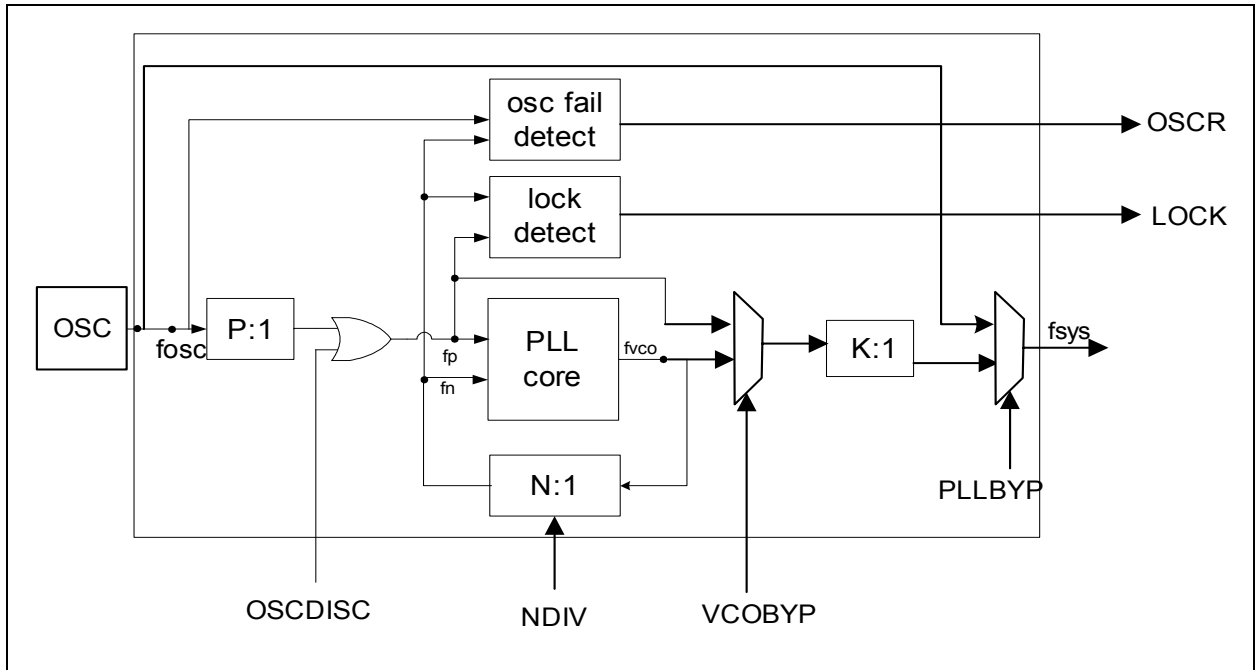 osc fail
detect
OSCR
lock
detect
LOCK
OSC
fosc
P:1
fp
fn
PLL
core
fvco
K:1
fsys
N:1
PLLBYP
OSCDISC
NDIV
VCOBYP